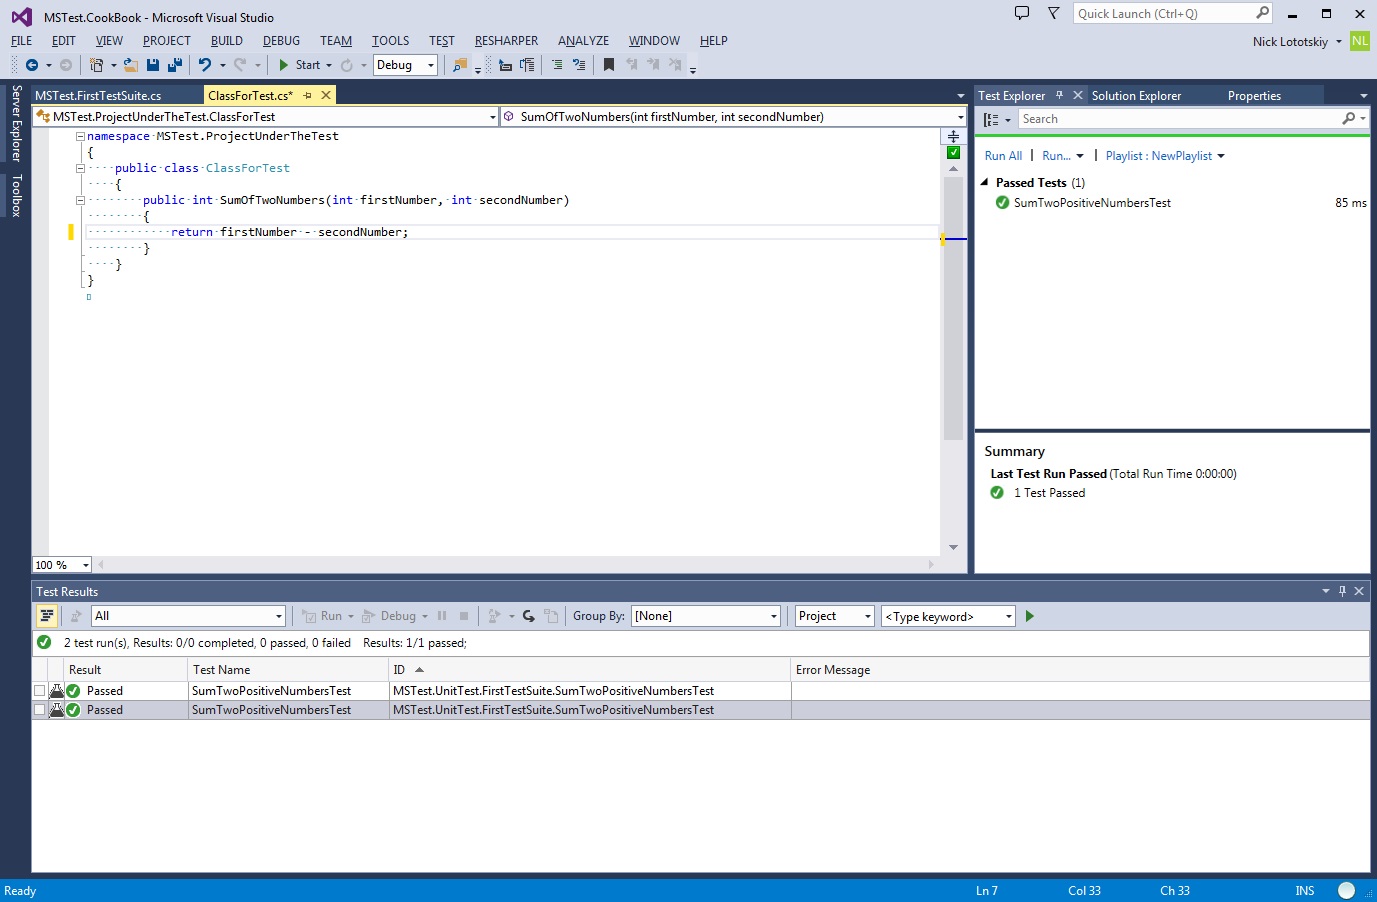 MSTest.CookBook - Microsoft Visual Studio
Quick Launch (Ctrl+Q)
FILE EDIT VIEW PROJECT BUILD DEBUG TEAM TOOLS TEST RESHARPER ANALYZE WINDOW HELP
Nick Lototskiy NL
Start Debug
Server Explorer
Toolbox
MSTest.FirstTestSuite.cs ClassForTest.cs*
MSTest.ProjectUnderTheTest.ClassForTest SumOfTwoNumbers(int firstNumber, int secondNumber)
namespace MSTest.ProjectUnderTheTest
{
public class ClassForTest
{
public int SumOfTwoNumbers(int firstNumber, int secondNumber)
{
return firstNumber - secondNumber;
}
}
}
100 %
Test Explorer Solution Explorer Properties
Search
Run All | Run... | Playlist : NewPlaylist
Passed Tests (1)
SumTwoPositiveNumbersTest 85 ms
Summary
Last Test Run Passed (Total Run Time 0:00:00)
1 Test Passed
Test Results
All Run Debug Group By: [None] Project <Type keyword>
2 test run(s), Results: 0/0 completed, 0 passed, 0 failed Results: 1/1 passed;
Result Test Name ID Error Message
Passed SumTwoPositiveNumbersTest MSTest.UnitTest.FirstTestSuite.SumTwoPositiveNumbersTest
Passed SumTwoPositiveNumbersTest MSTest.UnitTest.FirstTestSuite.SumTwoPositiveNumbersTest
Ready Ln 7 Col 33 Ch 33 INS